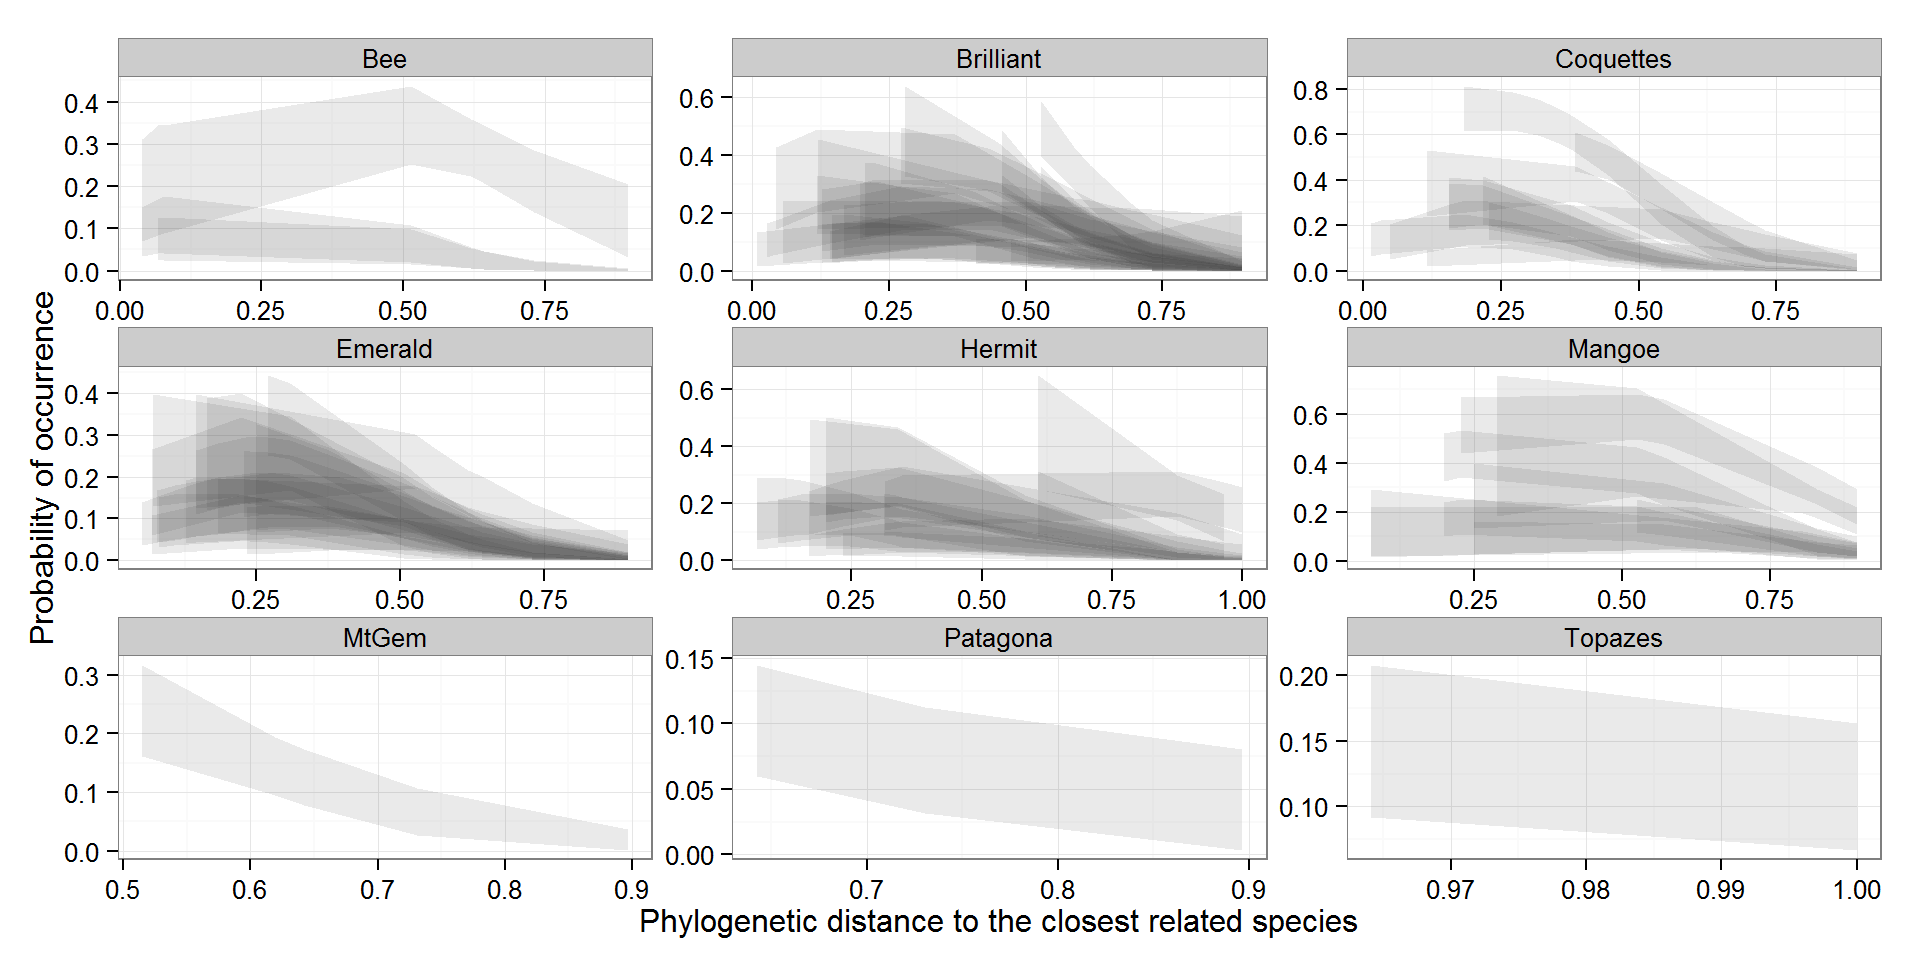 Bee Brilliant Coquettes
0.4 0.3 0.2 0.1 0.0
0.6 0.4 0.2 0.0
0.8 0.6 0.4 0.2 0.0
0.00 0.25 0.50 0.75
0.00 0.25 0.50 0.75
0.00 0.25 0.50 0.75
Emerald Hermit Mangoe
0.4 0.3 0.2 0.1 0.0
0.6 0.4 0.2 0.0
0.6 0.4 0.2 0.0
0.25 0.50 0.75
0.25 0.50 0.75 1.00
0.25 0.50 0.75
MtGem Patagona Topazes
0.3 0.2 0.1 0.0
0.15 0.10 0.05 0.00
0.20 0.15 0.10
0.5 0.6 0.7 0.8 0.9
0.7 0.8 0.9
0.97 0.98 0.99 1.00
Probability of occurrence
Phylogenetic distance to the closest related species